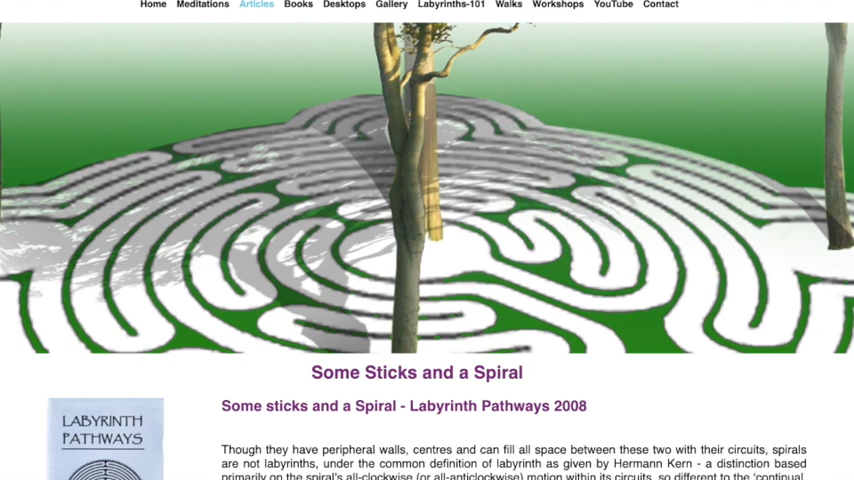 Home Meditations Articles Books Desktops Gallery Labyrinths-101 Walks Workshops YouTube Contact
Some Sticks and a Spiral
Some sticks and a Spiral - Labyrinth Pathways 2008
LABYRINTH
PATHWAYS
Though they have peripheral walls, centres and can fill all space between these two with their circuits, spirals
are not labyrinths, under the common definition of labyrinth as given by Hermann Kern - a distinction based
primarily on the spiral's all-clockwise (or all-anticlockwise) motion within its circuits, so different to the 'continual